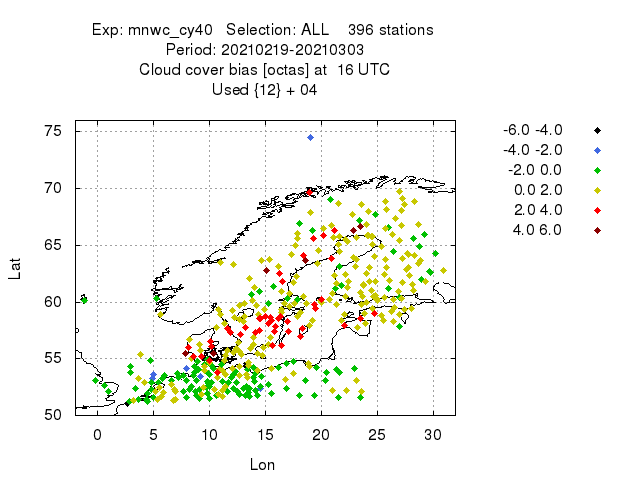 Exp: mnwc_cy40 Selection: ALL 396 stations
Period: 20210219-20210303
Cloud cover bias [octas] at 16 UTC
Used {12} + 04
-6.0 -4.0
-4.0 -2.0
-2.0 0.0
0.0 2.0
2.0 4.0
4.0 6.0
Lat
75
70
65
60
55
50
0 5 10 15 20 25 30
Lon